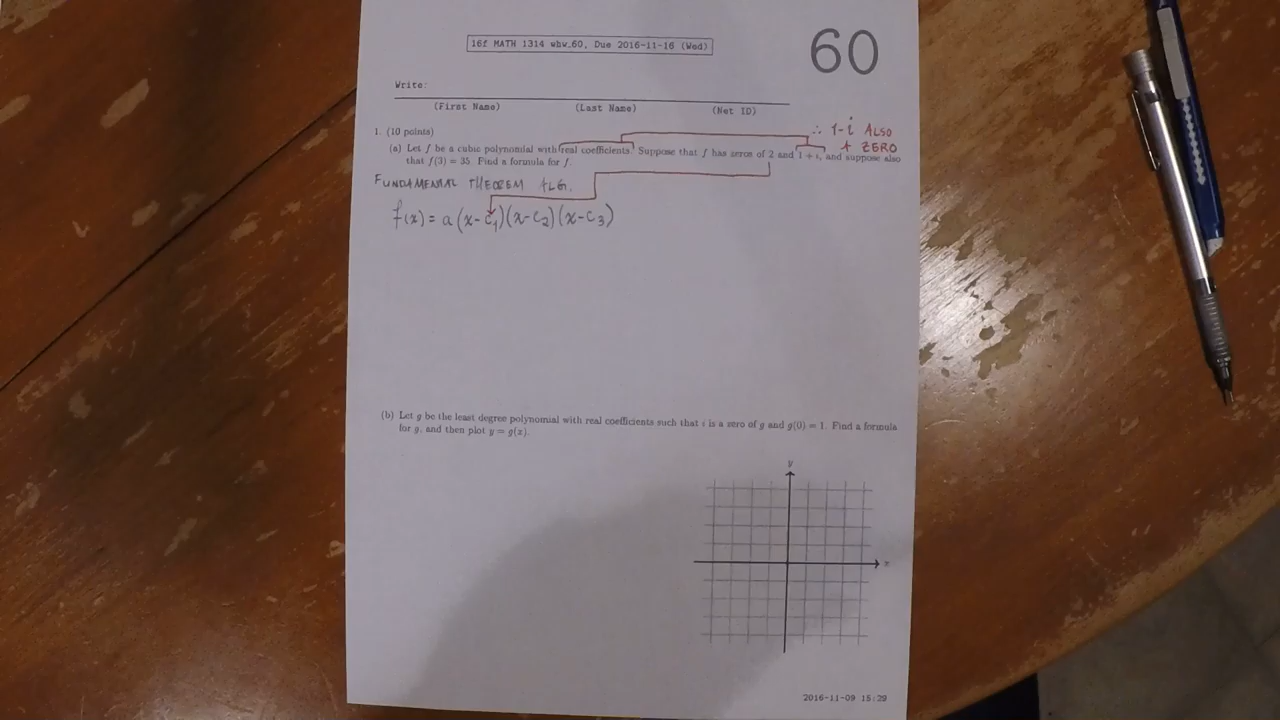 16f MATH 1314 whw_60, Due 2016-11-16 (Wed)
60
Write:
(First Name) (Last Name) (Net ID)
1. (10 points)
∴ 1-i ALSO
A ZERO
(a) Let f be a cubic polynomial with real coefficients. Suppose that f has zeros of 2 and 1 + i, and suppose also
that f(3) = 35. Find a formula for f.
FUNDAMENTAL THEOREM ALG.
f(x) = a(x-c₁)(x-c₂)(x-c₃)
(b) Let g be the least degree polynomial with real coefficients such that i is a zero of g and g(0) = 1. Find a formula
for g, and then plot y = g(x).
y
x
2016-11-09 15:29